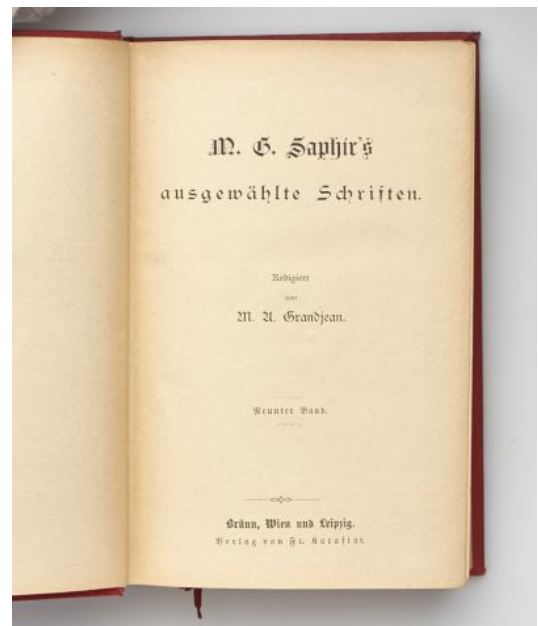 M. G. Saphir's
ausgewählte Schriften.
Redigiert
von
M. A. Grandjean.
Neunter Band.
Brünn, Wien und Leipzig.
Verlag von Fr. Karafiat.